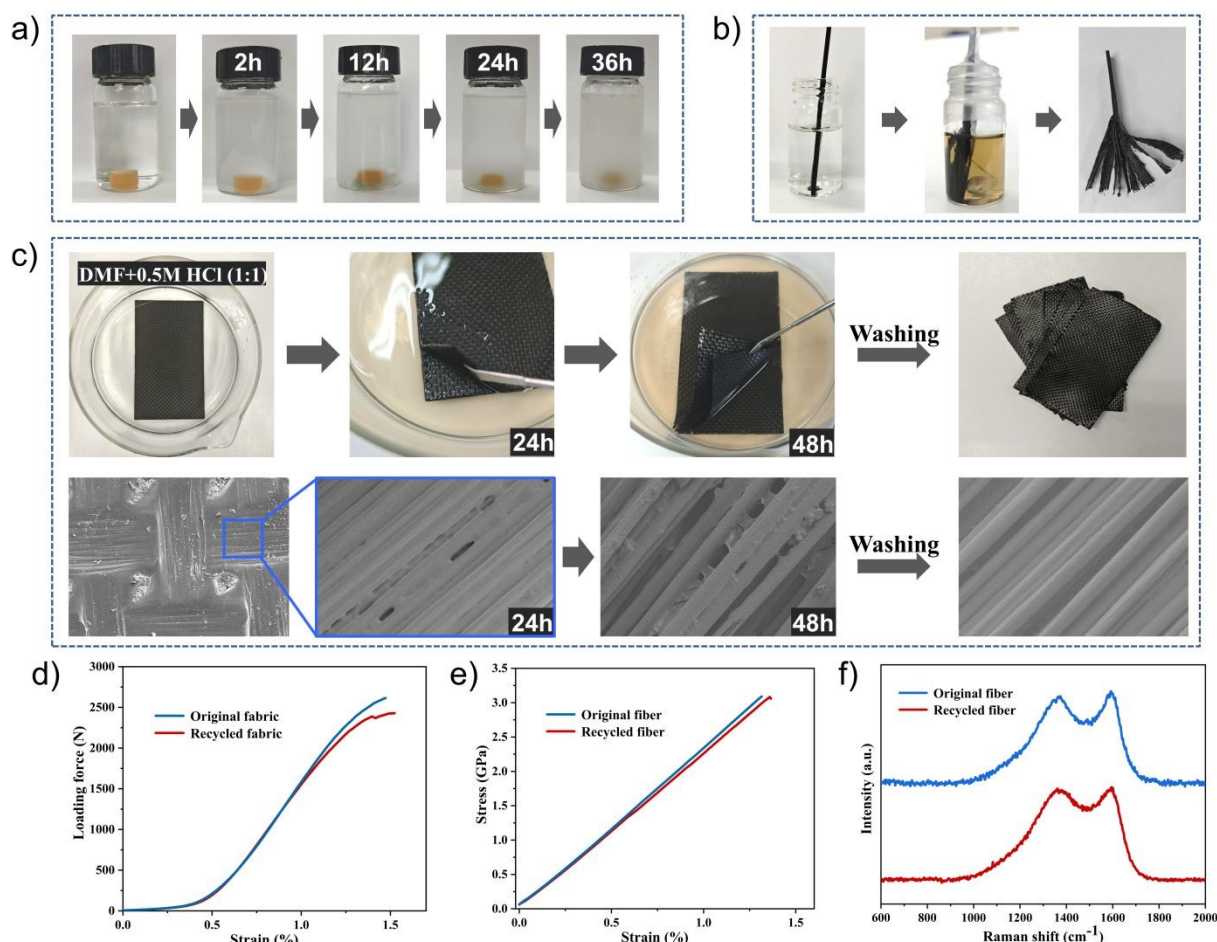 a)
2h
12h
24h
36h
b)
c)
DMF+0.5M HCl (1:1)
24h
48h
Washing
24h
48h
Washing
d)
3000
2500
2000
1500
1000
500
0
0.0
0.5
1.0
1.5
Loading force (N)
Strain (%)
Original fabric
Recycled fabric
e)
3.5
3.0
2.5
2.0
1.5
1.0
0.5
0.0
0.0
0.5
1.0
1.5
Stress (GPa)
Strain (%)
Original fiber
Recycled fiber
f)
Original fiber
Recycled fiber
Intensity (a.u.)
600
800
1000
1200
1400
1600
1800
2000
Raman shift (cm⁻¹)